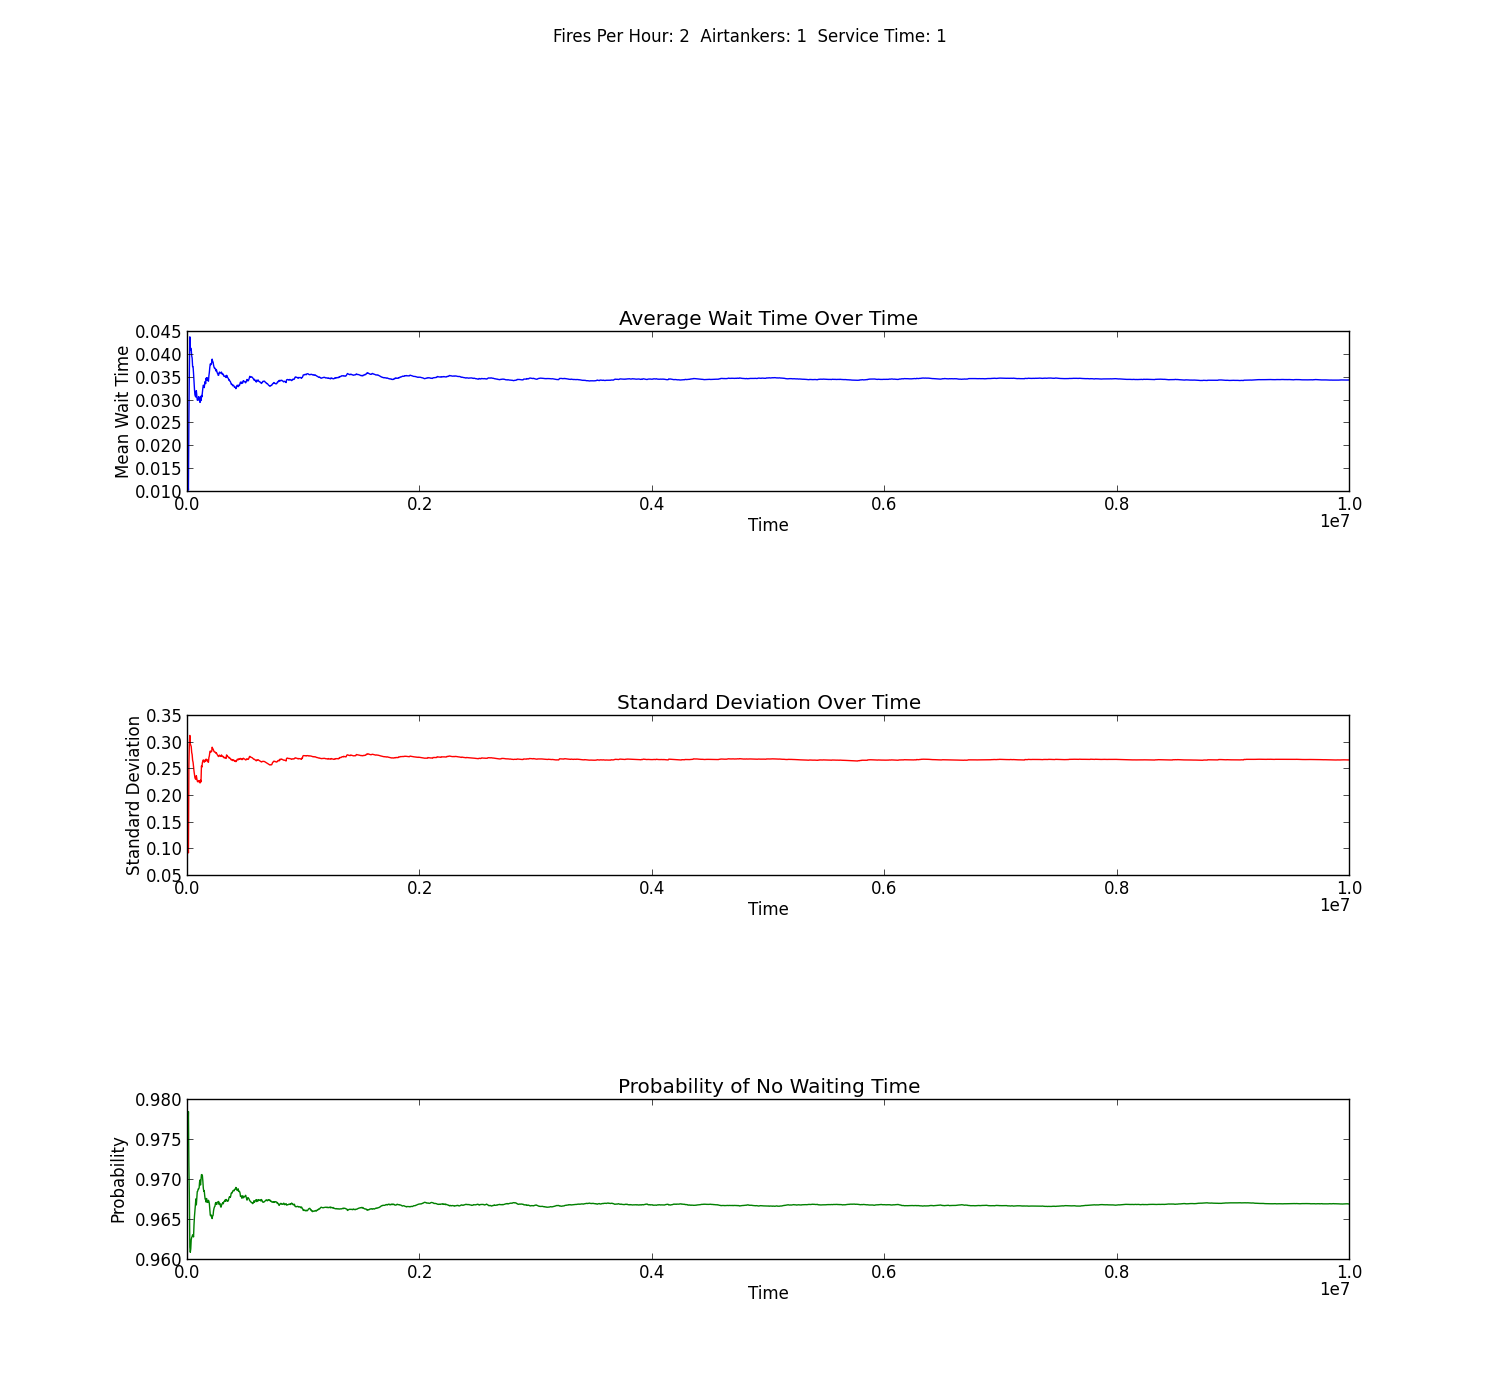 Fires Per Hour: 2  Airtankers: 1  Service Time: 1
Average Wait Time Over Time
Mean Wait Time
0.045
0.040
0.035
0.030
0.025
0.020
0.015
0.010
0.0 0.2 0.4 0.6 0.8 1.0
1e7
Time
Standard Deviation Over Time
Standard Deviation
0.35
0.30
0.25
0.20
0.15
0.10
0.05
0.0 0.2 0.4 0.6 0.8 1.0
1e7
Time
Probability of No Waiting Time
Probability
0.980
0.975
0.970
0.965
0.960
0.0 0.2 0.4 0.6 0.8 1.0
1e7
Time